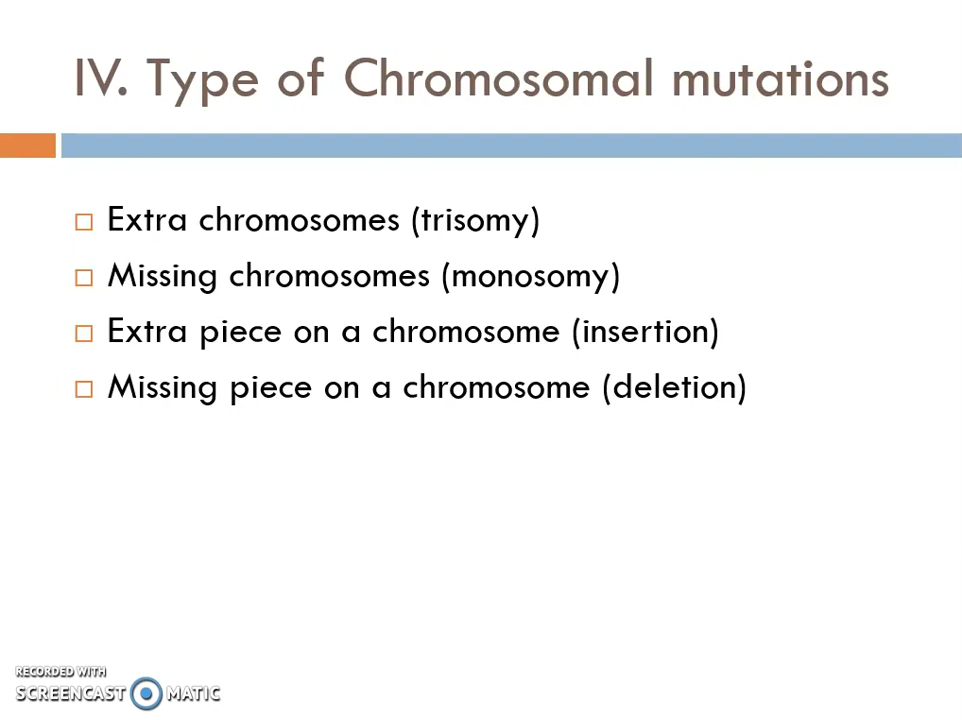 IV. Type of Chromosomal mutations
Extra chromosomes (trisomy)
Missing chromosomes (monosomy)
Extra piece on a chromosome (insertion)
Missing piece on a chromosome (deletion)
RECORDED WITH
SCREENCAST MATIC